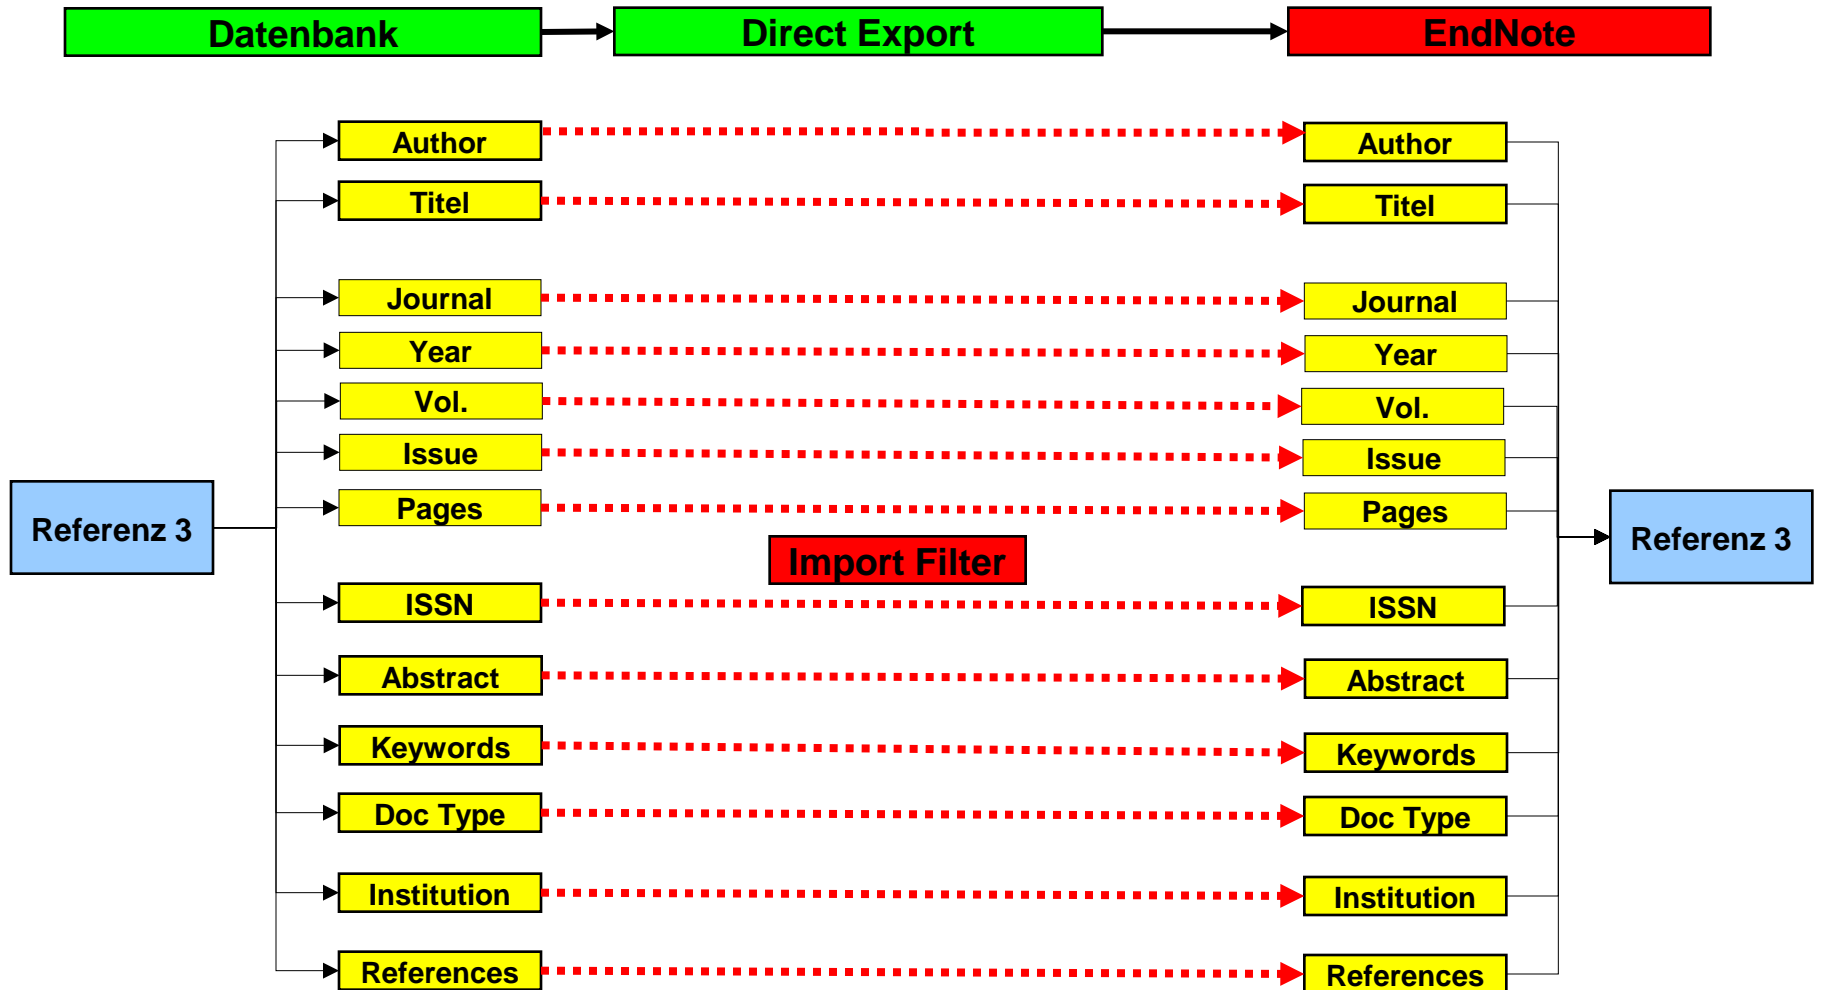 Datenbank Direct Export EndNote
Author Author
Titel Titel
Journal Journal
Year Year
Vol. Vol.
Issue Issue
Pages Pages
Referenz 3 Referenz 3
Import Filter
ISSN ISSN
Abstract Abstract
Keywords Keywords
Doc Type Doc Type
Institution Institution
References References